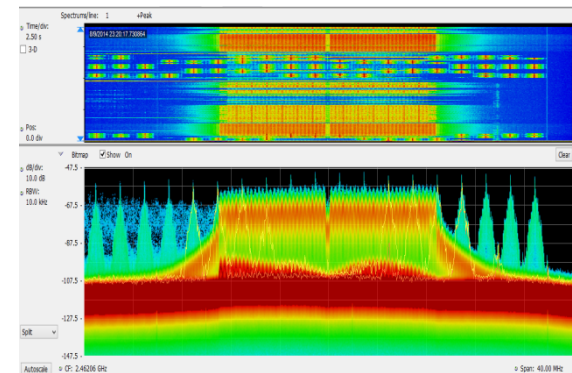 Spectrums/line: 1 +Peak
Time/div:
2.50 s
3-D
8/9/2014 23:20:17.730864
Pos:
0.0 div
Bitmap Show On Clear
dB/div:
10.0 dB
RBW:
10.0 kHz
-47.5
-67.5
-87.5
-107.5
-127.5
-147.5
Split
Autoscale CF: 2.46206 GHz Span: 40.00 MHz